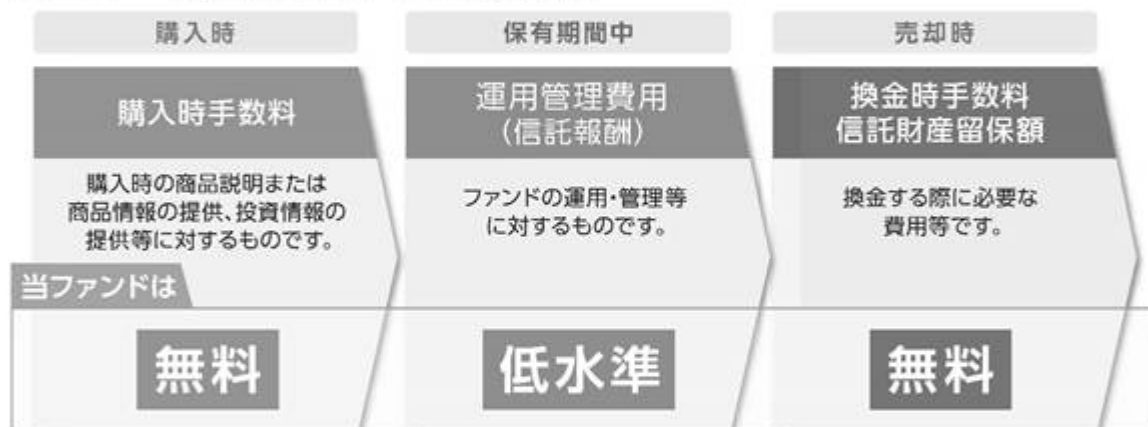 購入時
保有期間中
売却時
購入時手数料
運用管理費用
(信託報酬)
換金時手数料
信託財産留保額
購入時の商品説明または
商品情報の提供、投資情報の
提供等に対するものです。
ファンドの運用・管理等
に対するものです。
換金する際に必要な
費用等です。
当ファンドは
無料
低水準
無料